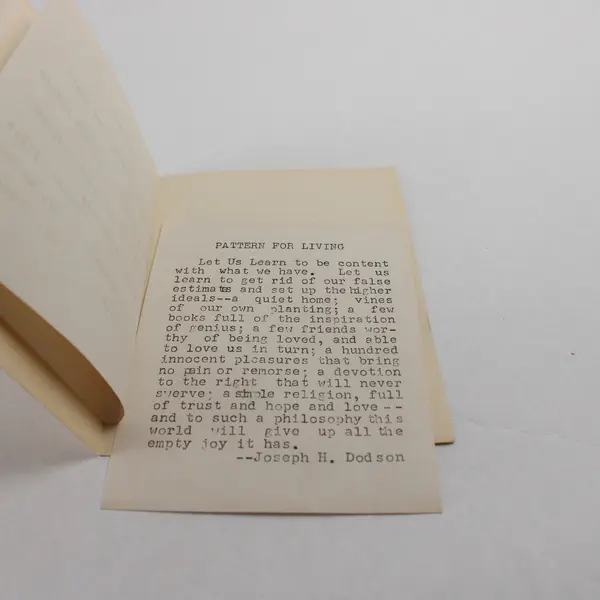 PATTERN FOR LIVING
Let Us Learn to be content
with what we have. Let us
learn to get rid of our false
estimates and set up the higher
ideals--a quiet home; vines
of our own planting; a few
books full of the inspiration
of genius; a few friends wor-
thy of being loved, and able
to love us in turn; a hundred
innocent pleasures that bring
no pain or remorse; a devotion
to the right that will never
swerve; a simple religion, full
of trust and hope and love--
and to such a philosophy this
world will give up all the
empty joy it has.
--Joseph H. Dodson